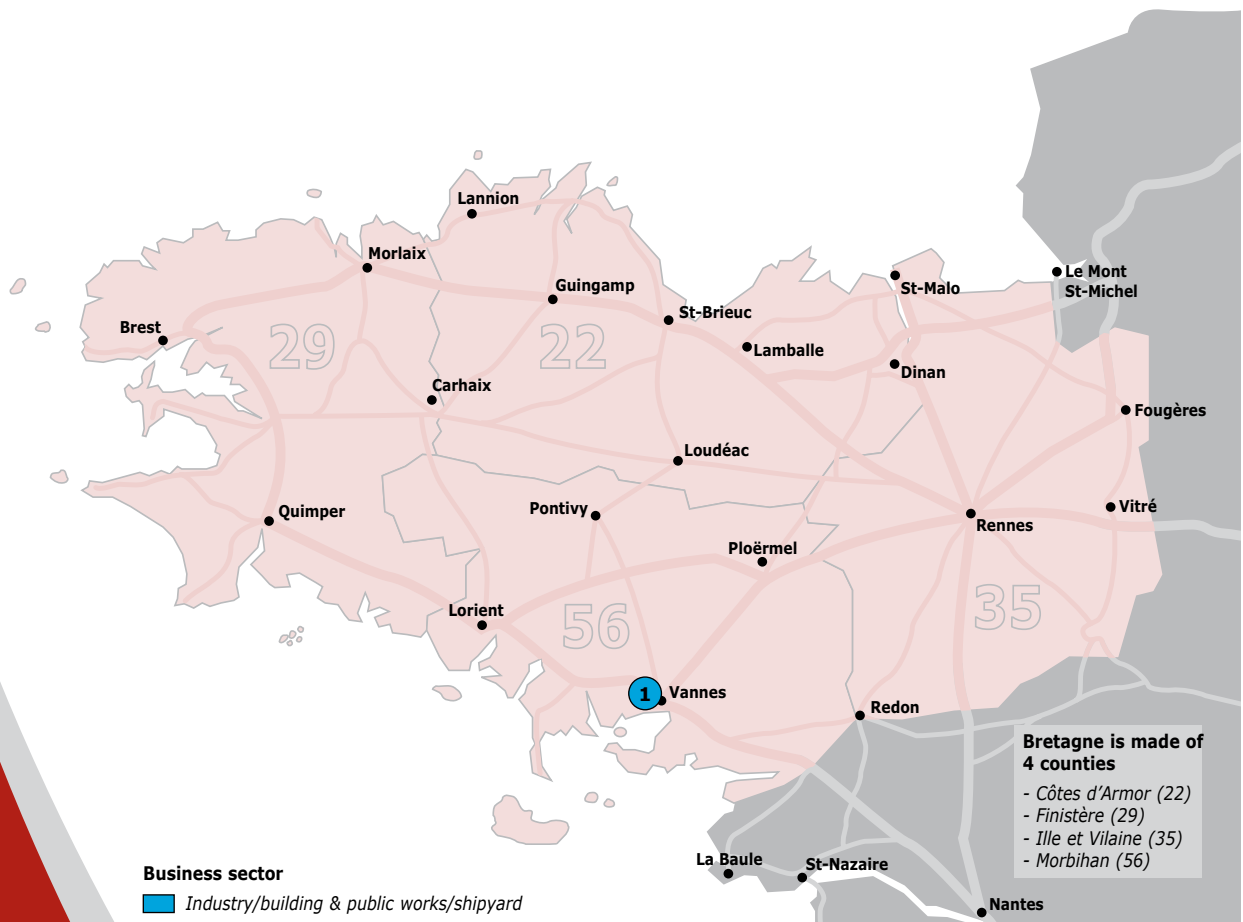 Lannion
Morlaix
Le Mont
St-Michel
St-Malo
Guingamp
St-Brieuc
Brest
29
22
Lamballe
Dinan
Carhaix
Fougères
Loudéac
Quimper
Pontivy
Vitré
Rennes
Ploërmel
Lorient
56
35
1
Vannes
Redon
Bretagne is made of
4 counties
- Côtes d'Armor (22)
- Finistère (29)
- Ille et Vilaine (35)
- Morbihan (56)
La Baule
St-Nazaire
Nantes
Business sector
Industry/building & public works/shipyard